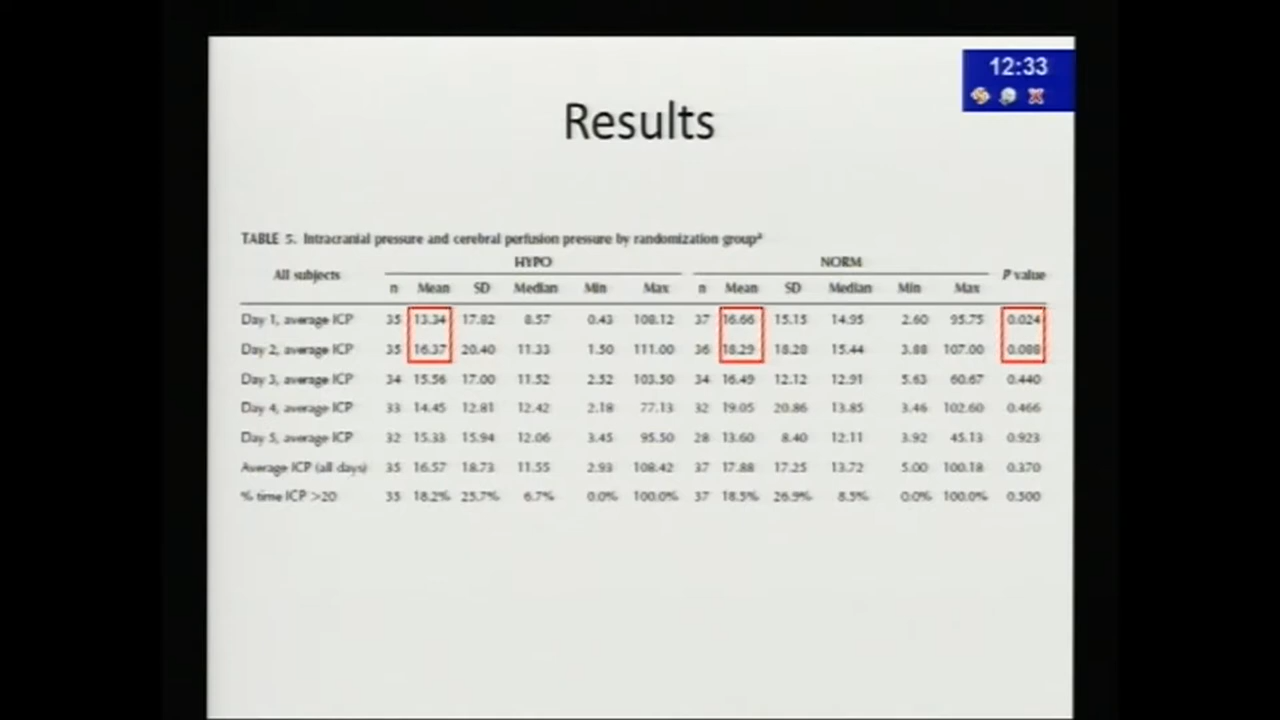 12:33
Results
TABLE 5. Intracranial pressure and cerebral perfusion pressure by randomization groupª
All subjects HYPO NORM P value
n Mean SD Median Min Max n Mean SD Median Min Max
Day 1, average ICP 35 13.34 17.82 8.57 0.43 108.12 37 16.66 15.15 14.95 2.60 95.75 0.024
Day 2, average ICP 35 16.37 20.40 11.33 1.50 111.00 36 18.29 18.28 15.44 3.88 107.00 0.088
Day 3, average ICP 34 15.56 17.00 11.52 2.52 103.50 34 16.49 12.12 12.91 5.63 60.67 0.440
Day 4, average ICP 33 14.45 12.81 12.42 2.18 77.13 32 19.05 20.86 13.85 3.46 102.60 0.466
Day 5, average ICP 32 15.33 15.94 12.06 3.45 95.50 28 13.60 8.40 12.11 3.92 45.13 0.923
Average ICP (all days) 35 16.57 18.73 11.55 2.93 108.42 37 17.88 17.25 13.72 5.00 100.18 0.370
% time ICP >20 35 18.2% 25.7% 6.7% 0.0% 100.0% 37 18.5% 26.9% 8.5% 0.0% 100.0% 0.500